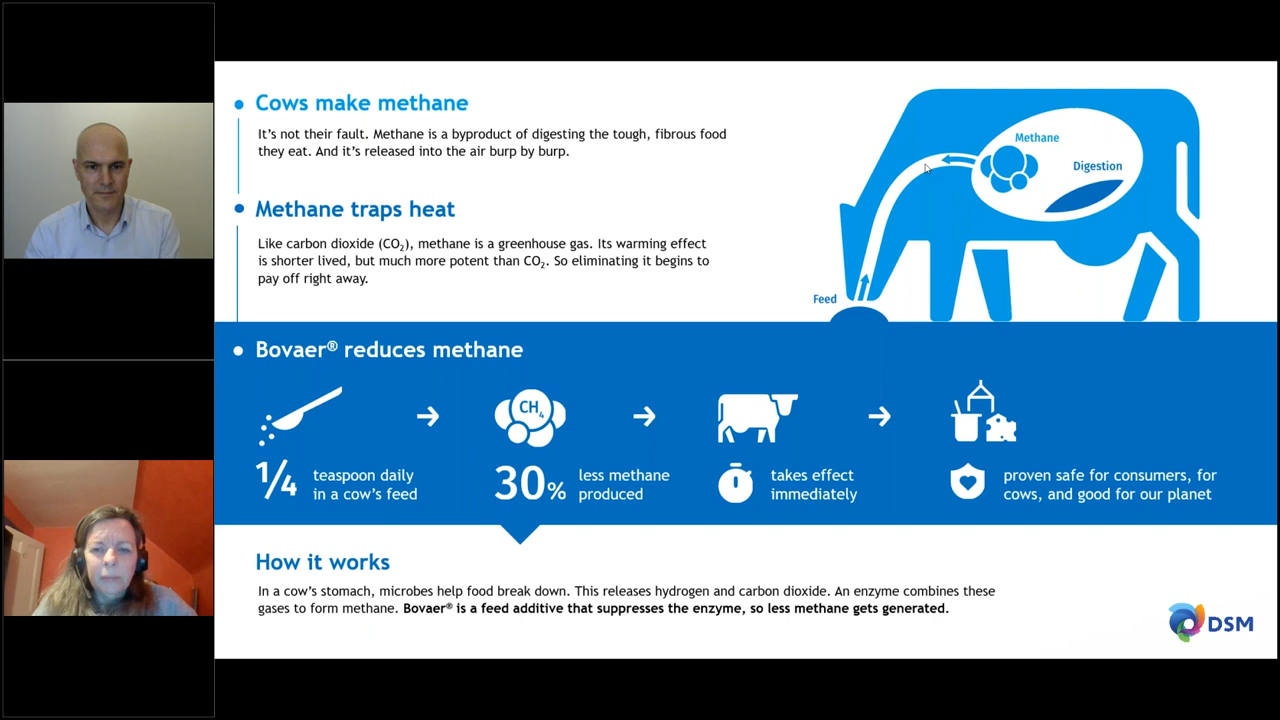 Cows make methane
It's not their fault. Methane is a byproduct of digesting the tough, fibrous food
they eat. And it's released into the air burp by burp.
Methane traps heat
Like carbon dioxide (CO₂), methane is a greenhouse gas. Its warming effect
is shorter lived, but much more potent than CO₂. So eliminating it begins to
pay off right away.
Methane
Digestion
Feed
Bovaer® reduces methane
CH₄
¼ teaspoon daily
in a cow's feed
30% less methane
produced
takes effect
immediately
proven safe for consumers, for
cows, and good for our planet
How it works
In a cow's stomach, microbes help food break down. This releases hydrogen and carbon dioxide. An enzyme combines these
gases to form methane. Bovaer® is a feed additive that suppresses the enzyme, so less methane gets generated.
DSM